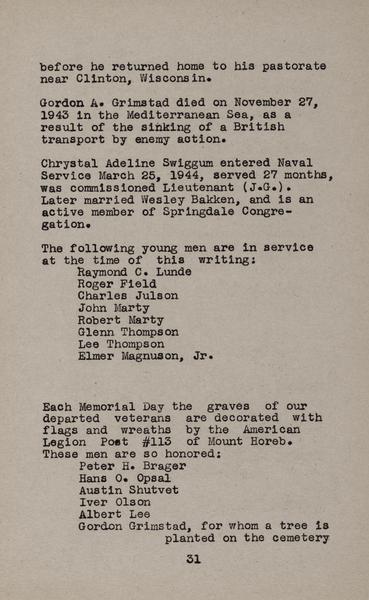 before he returned home to his pastorate
near Clinton, Wisconsin.
Gordon A. Grimstad died on November 27,
1943 in the Mediterranean Sea, as a
result of the sinking of a British
transport by enemy action.
Chrystal Adeline Swiggum entered Naval
Service March 25, 1944, served 27 months,
was commissioned Lieutenant (J.G.).
Later married Wesley Bakken, and is an
active member of Springdale Congre-
gation.
The following young men are in service
at the time of this writing:
Raymond C. Lunde
Roger Field
Charles Julson
John Marty
Robert Marty
Glenn Thompson
Lee Thompson
Elmer Magnuson, Jr.
Each Memorial Day the graves of our
departed veterans are decorated with
flags and wreaths by the American
Legion Post #113 of Mount Horeb.
These men are so honored:
Peter H. Brager
Hans O. Opsal
Austin Shutvet
Iver Olson
Albert Lee
Gordon Grimstad, for whom a tree is
planted on the cemetery
31